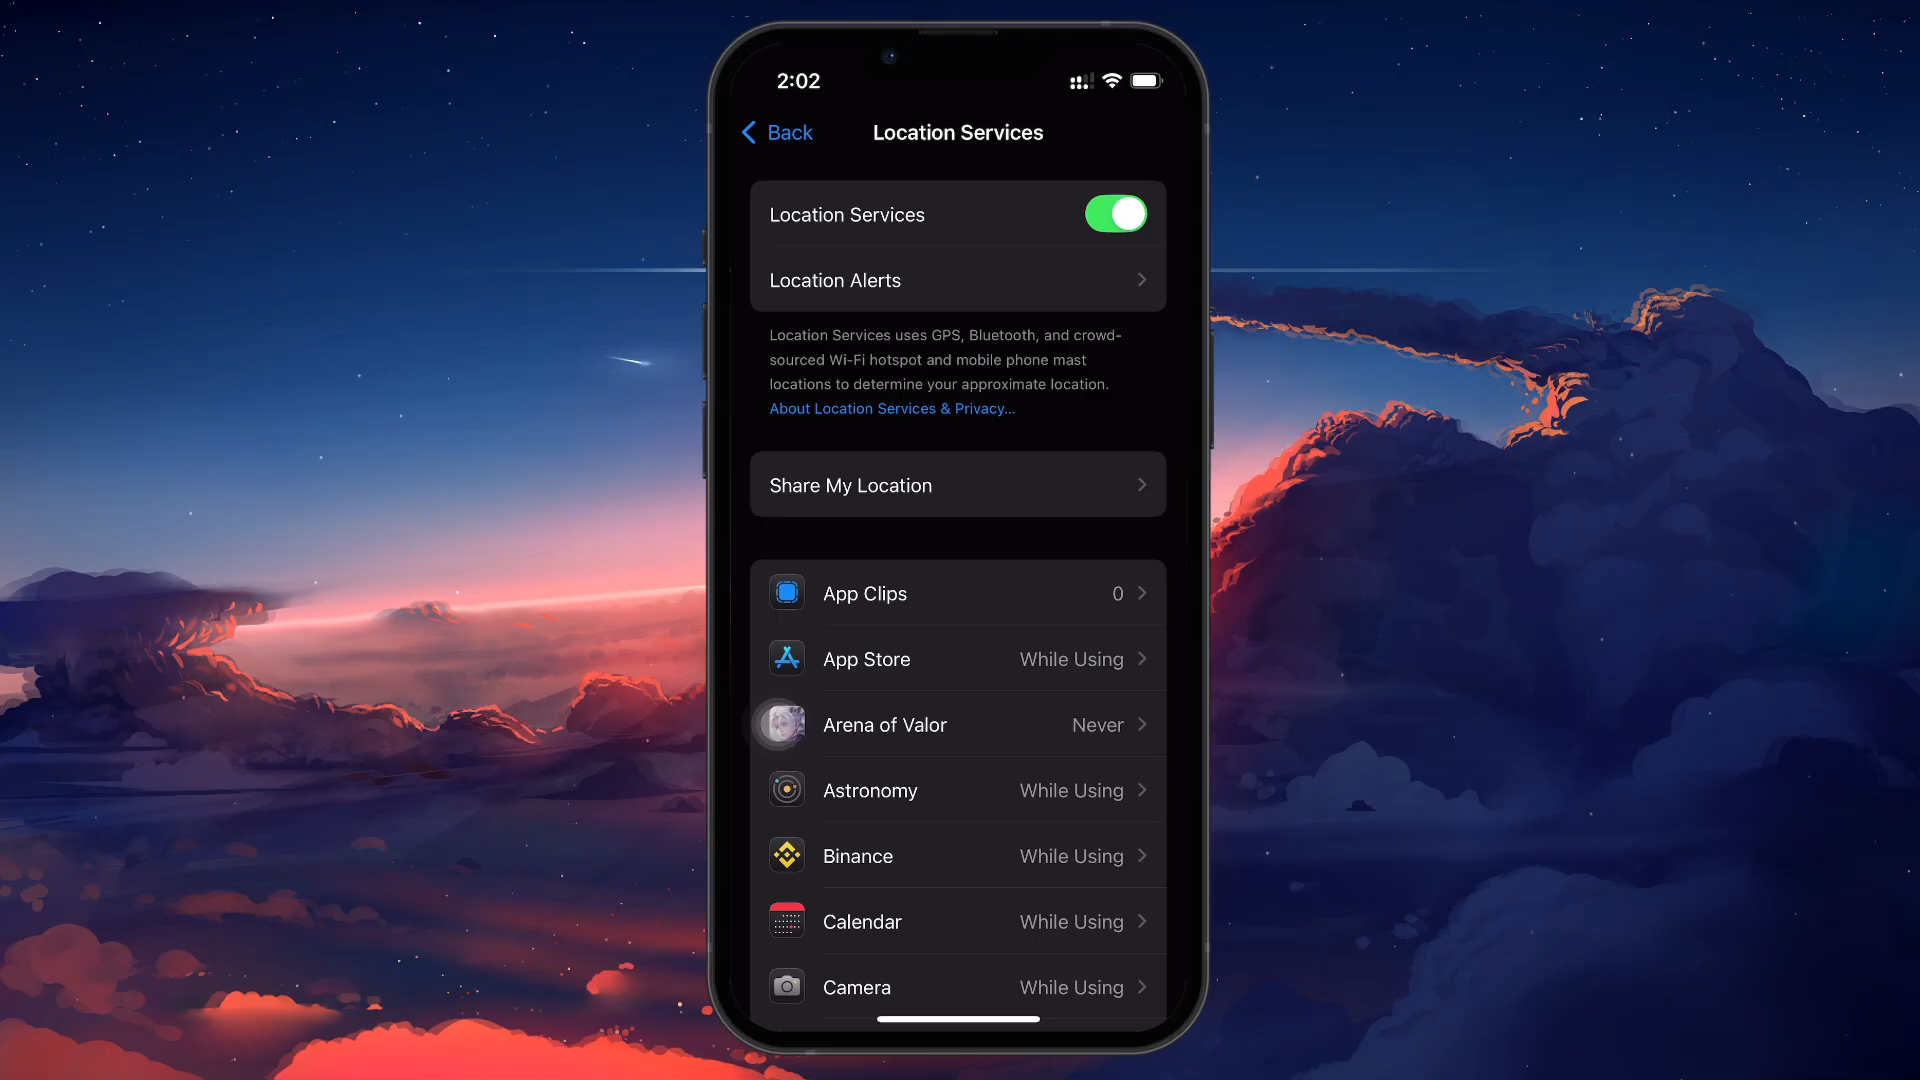 2:02
Back
Location Services
Location Services
Location Alerts
Location Services uses GPS, Bluetooth, and crowd-
sourced Wi-Fi hotspot and mobile phone mast
locations to determine your approximate location.
About Location Services & Privacy...
Share My Location
App Clips 0
App Store While Using
Arena of Valor Never
Astronomy While Using
Binance While Using
Calendar While Using
Camera While Using